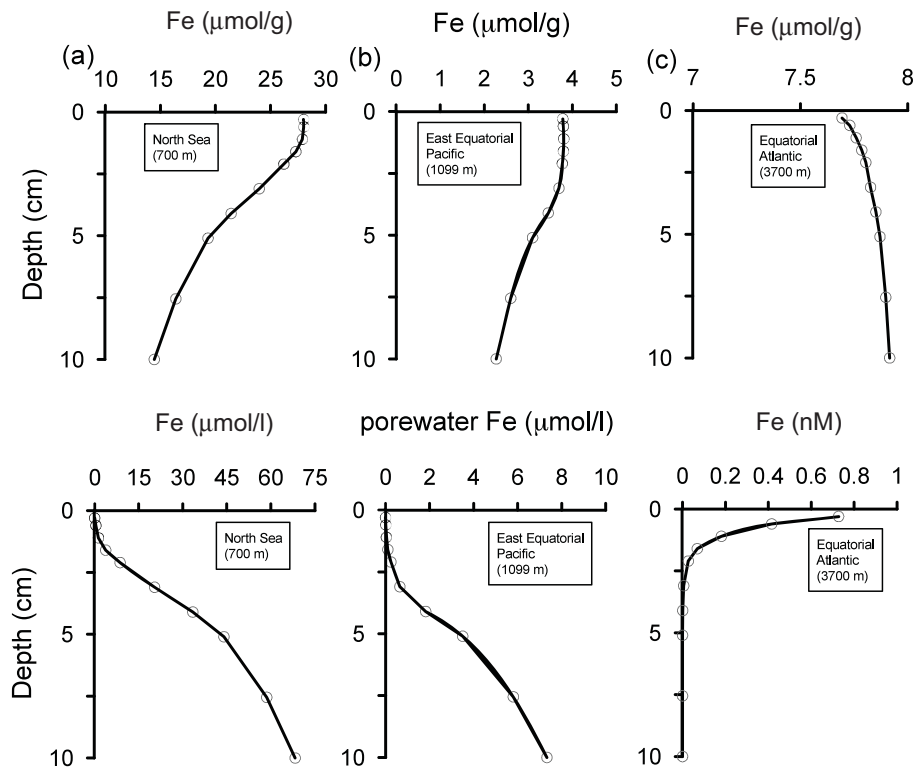 Fe (μmol/g)
Fe (μmol/g)
Fe (μmol/g)
(a)
(b)
(c)
10 15 20 25 30
0 1 2 3 4 5
7 7.5 8
0
5
10
Depth (cm)
North Sea
(700 m)
0
5
10
East Equatorial
Pacific
(1099 m)
0
5
10
Equatorial
Atlantic
(3700 m)
Fe (μmol/l)
porewater Fe (μmol/l)
Fe (nM)
0 15 30 45 60 75
0 2 4 6 8 10
0 0.2 0.4 0.6 0.8 1
0
5
10
Depth (cm)
North Sea
(700 m)
0
5
10
East Equatorial
Pacific
(1099 m)
0
5
10
Equatorial
Atlantic
(3700 m)